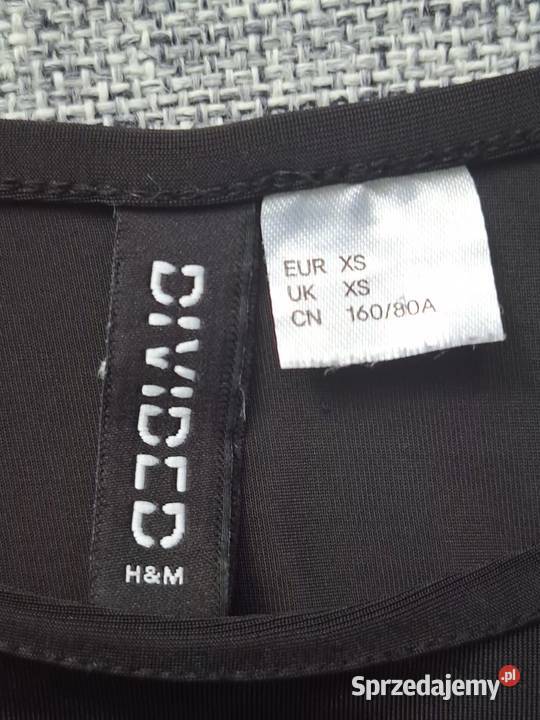 DIVIDED
H&M
EUR XS
UK XS
CN 160/80A
Sprzedajemy.pl